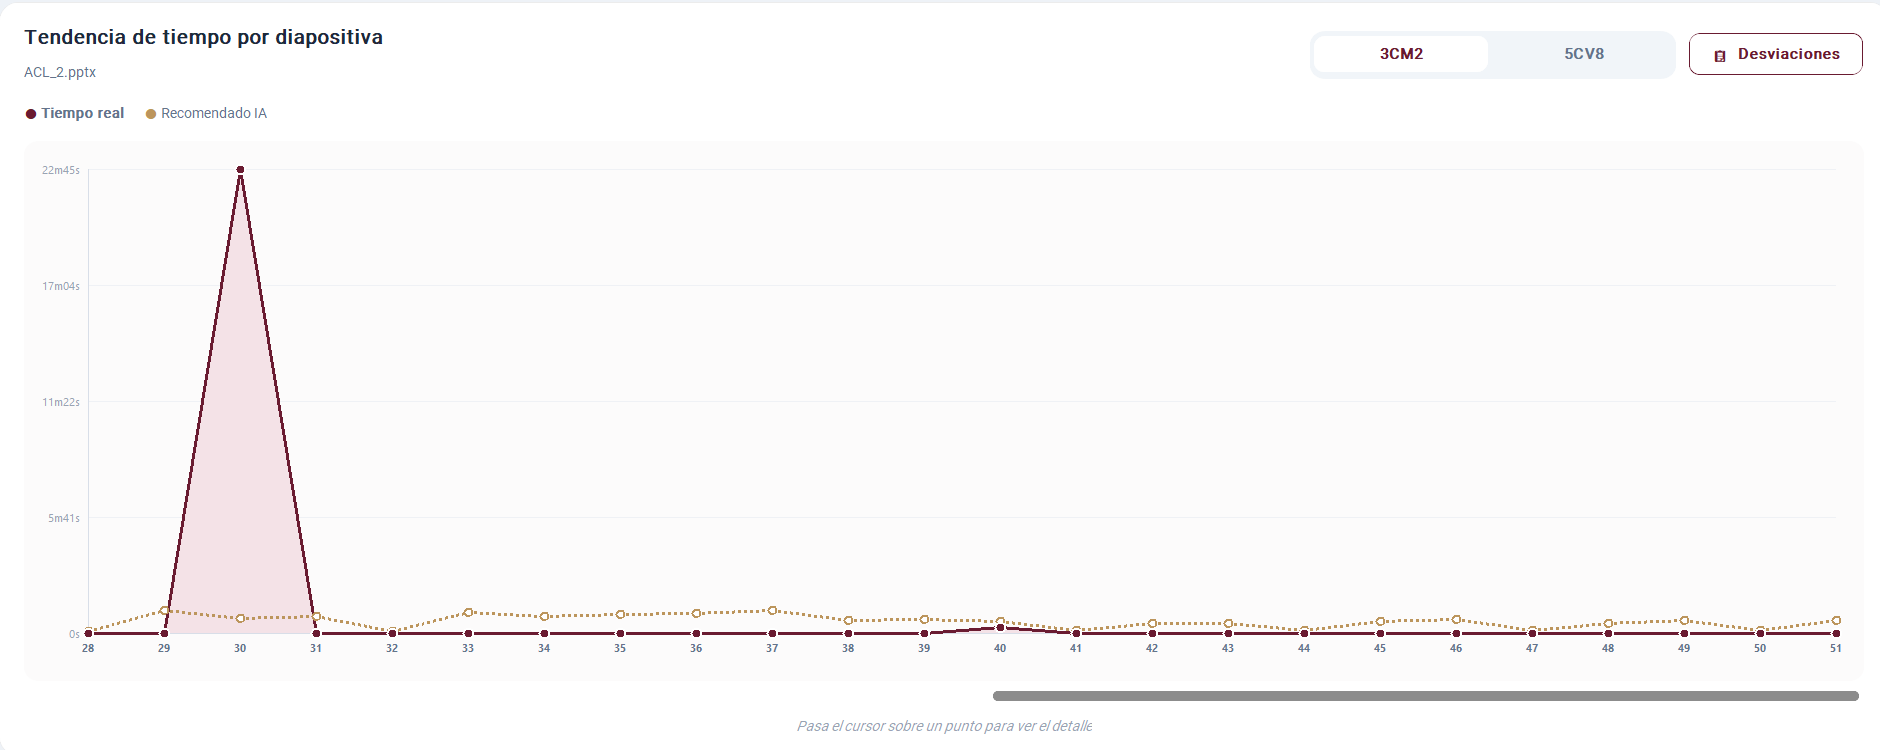 Tendencia de tiempo por diapositiva
ACL_2.pptx
3CM2
5CV8
Desviaciones
Tiempo real
Recomendado IA
22m45s
17m04s
11m22s
5m41s
0s
28 29 30 31 32 33 34 35 36 37 38 39 40 41 42 43 44 45 46 47 48 49 50 51
Pasa el cursor sobre un punto para ver el detalle